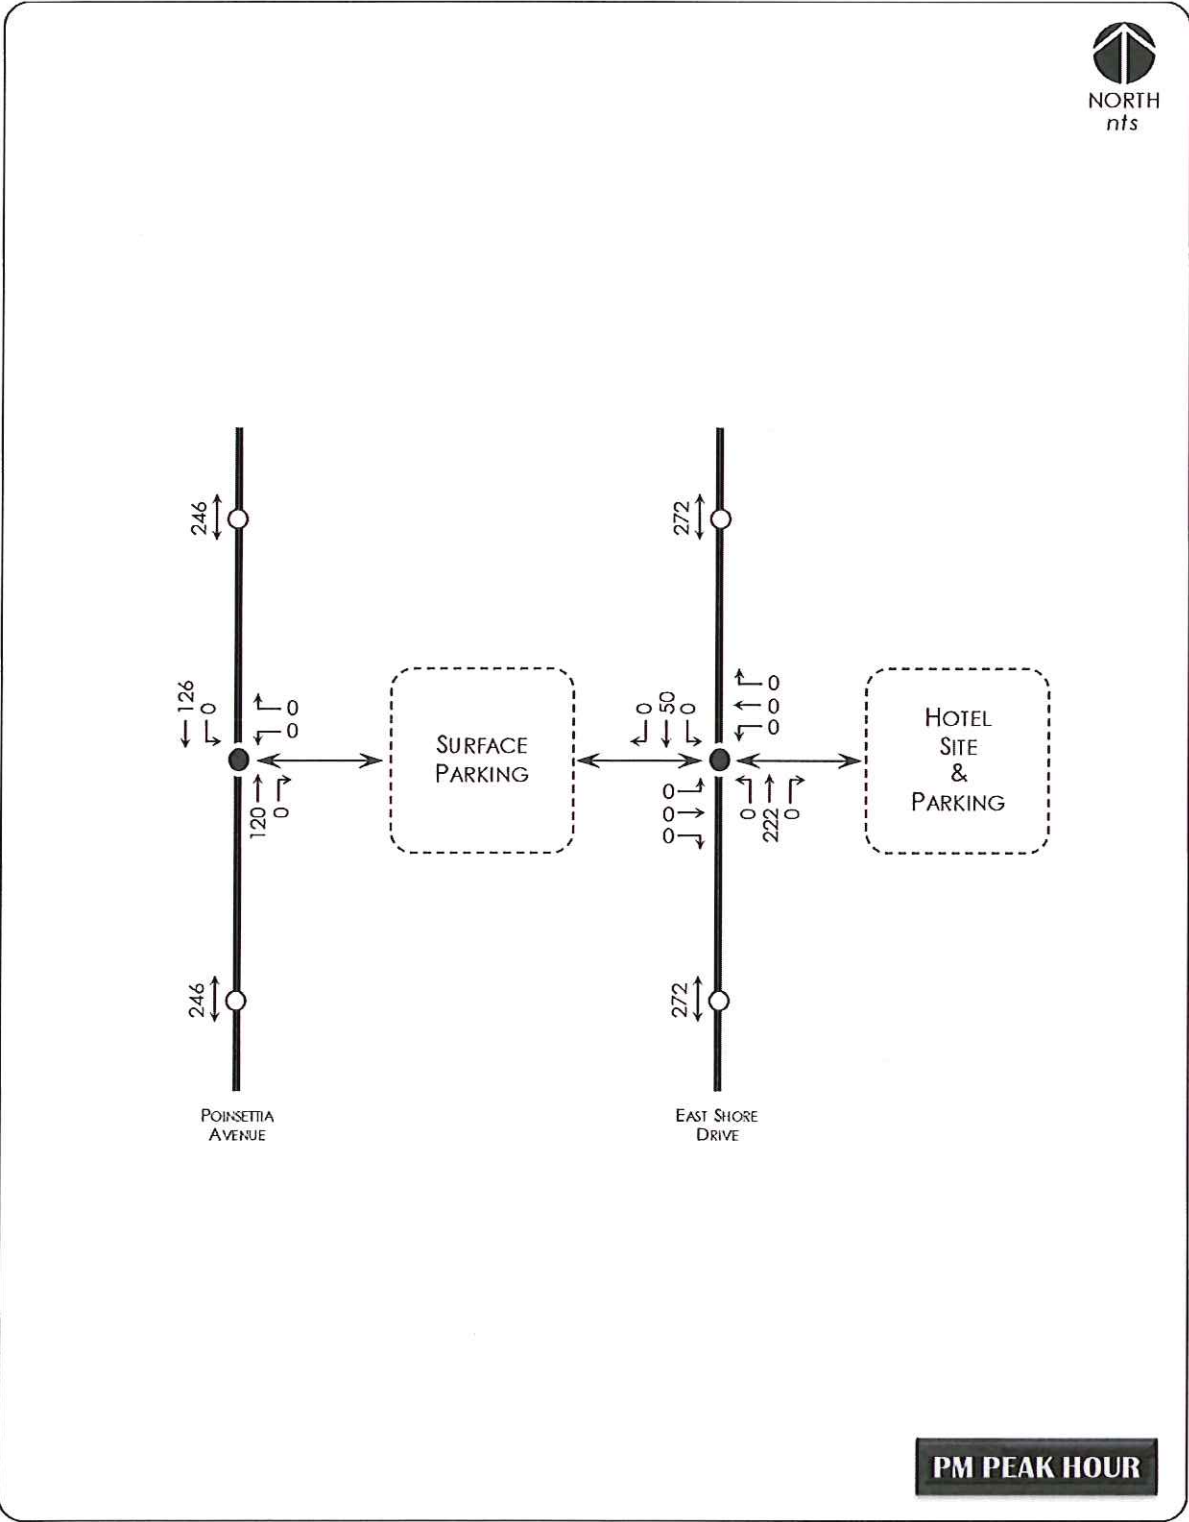 NORTH
nts
246
272
126
0
0
0
0
50
0
0
0
0
SURFACE
PARKING
HOTEL
SITE
&
PARKING
120
0
0
0
0
0
222
0
246
272
POINSETTIA
AVENUE
EAST SHORE
DRIVE
PM PEAK HOUR